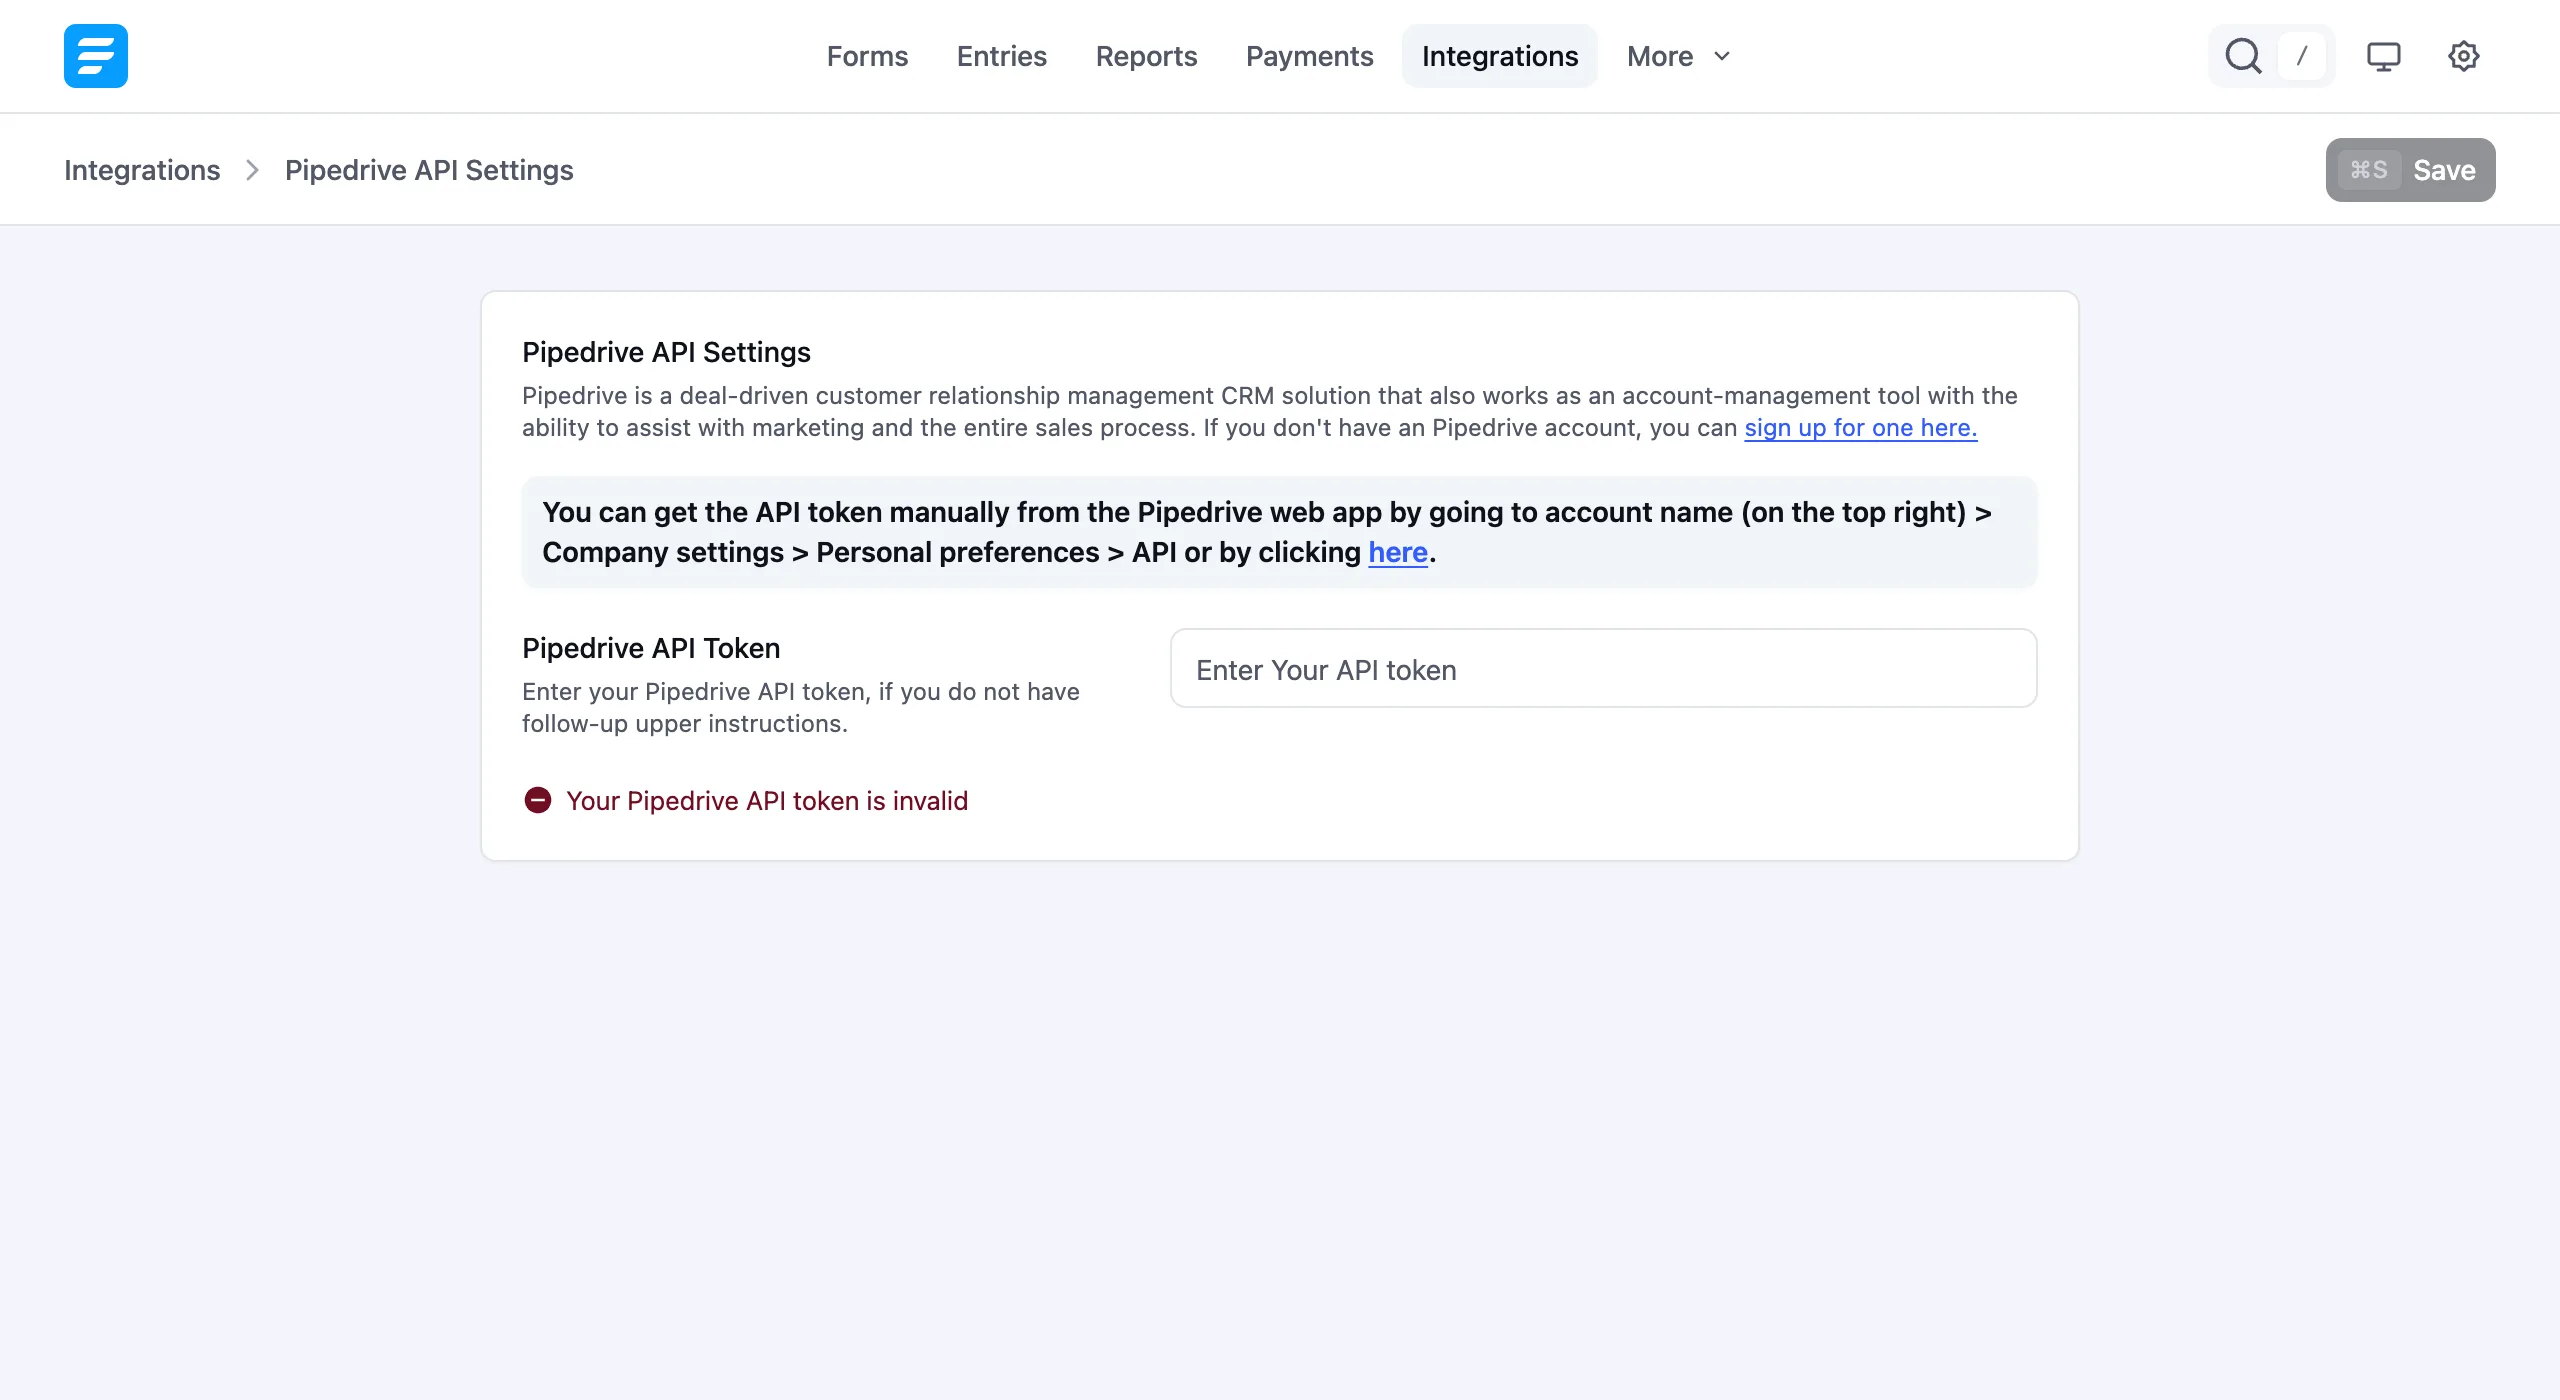 Forms Entries Reports Payments Integrations More /
Integrations > Pipedrive API Settings ⌘S Save
Pipedrive API Settings
Pipedrive is a deal-driven customer relationship management CRM solution that also works as an account-management tool with the
ability to assist with marketing and the entire sales process. If you don't have an Pipedrive account, you can sign up for one here.
You can get the API token manually from the Pipedrive web app by going to account name (on the top right) >
Company settings > Personal preferences > API or by clicking here.
Pipedrive API Token
Enter Your API token
Enter your Pipedrive API token, if you do not have
follow-up upper instructions.
Your Pipedrive API token is invalid